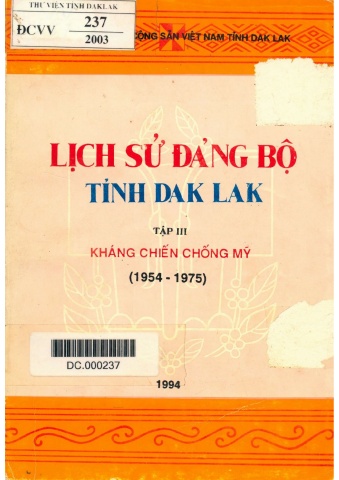 THƯ VIỆN TỈNH DAKLAK
ĐCVV
237
2003
CỘNG SẢN VIỆT NAM TỈNH DAK LAK
LỊCH SỬ ĐẢNG BỘ
TỈNH DAK LAK
TẬP III
KHÁNG CHIẾN CHỐNG MỸ
(1954 - 1975)
DC.000237
1994